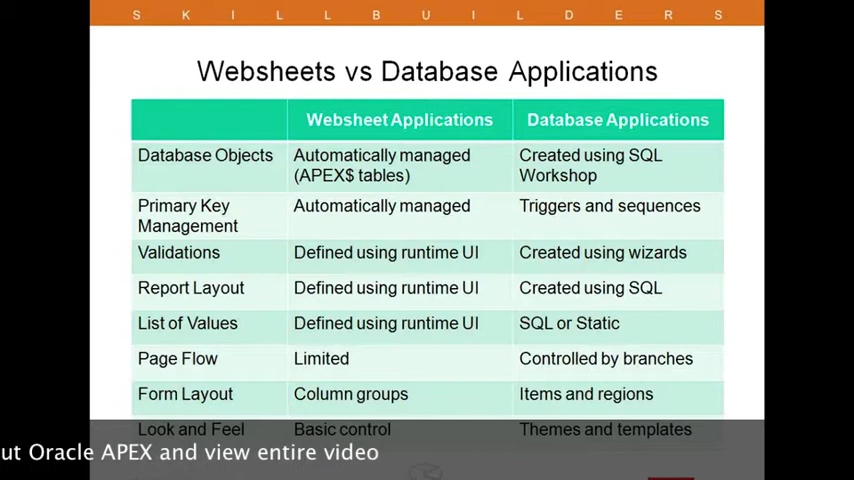 S K I L L B U I L D E R S
Websheets vs Database Applications
Websheet Applications Database Applications
Database Objects Automatically managed (APEX$ tables) Created using SQL Workshop
Primary Key Management Automatically managed Triggers and sequences
Validations Defined using runtime UI Created using wizards
Report Layout Defined using runtime UI Created using SQL
List of Values Defined using runtime UI SQL or Static
Page Flow Limited Controlled by branches
Form Layout Column groups Items and regions
Look and Feel Basic control Themes and templates
ut Oracle APEX and view entire video